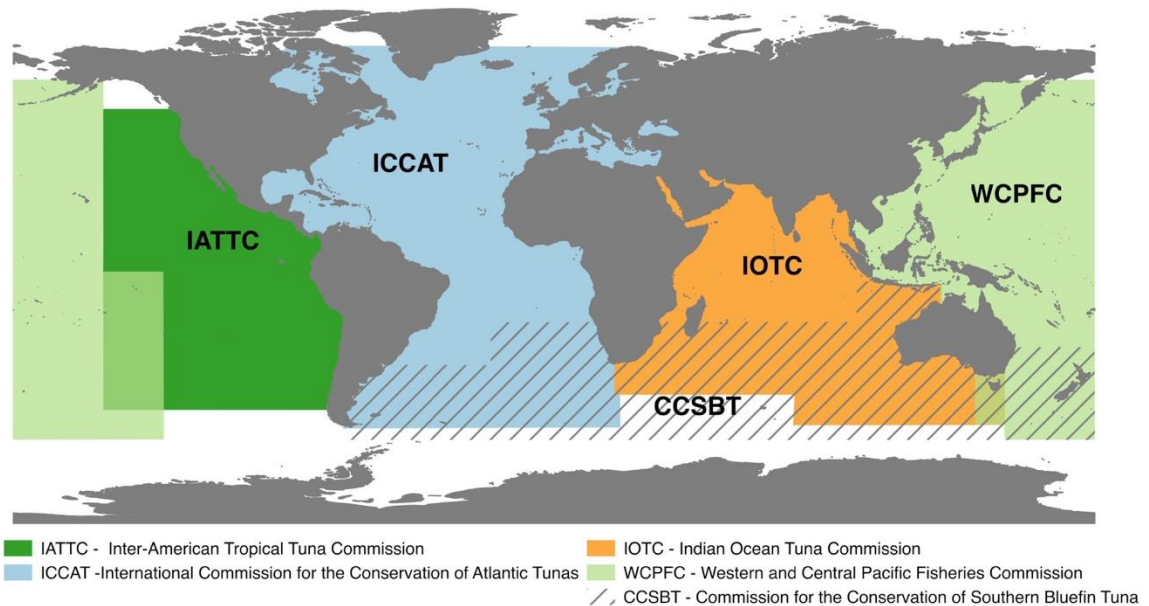 ICCAT
WCPFC
IATTC
IOTC
CCSBT
IATTC - Inter-American Tropical Tuna Commission
ICCAT -International Commission for the Conservation of Atlantic Tunas
IOTC - Indian Ocean Tuna Commission
WCPFC - Western and Central Pacific Fisheries Commission
CCSBT - Commission for the Conservation of Southern Bluefin Tuna